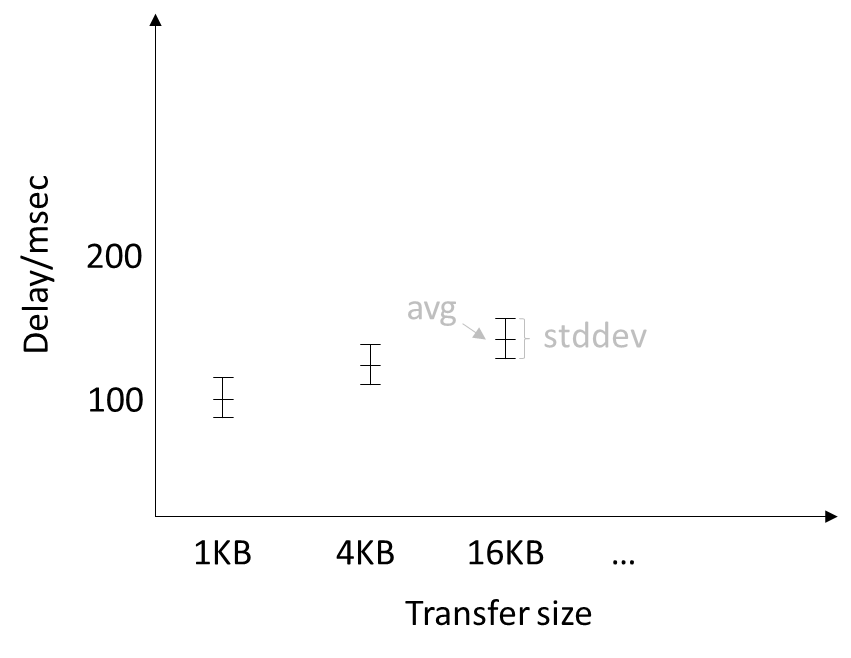 Delay/msec
200
100
avg
stddev
1KB
4KB
16KB
...
Transfer size